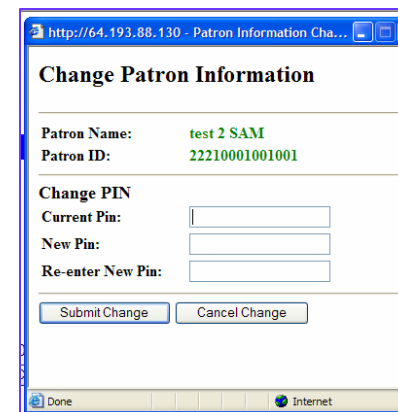 http://64.193.88.130 - Patron Information Cha...
Change Patron Information
Patron Name: test 2 SAM
Patron ID: 22210001001001
Change PIN
Current Pin:
New Pin:
Re-enter New Pin:
Submit Change Cancel Change
Done Internet